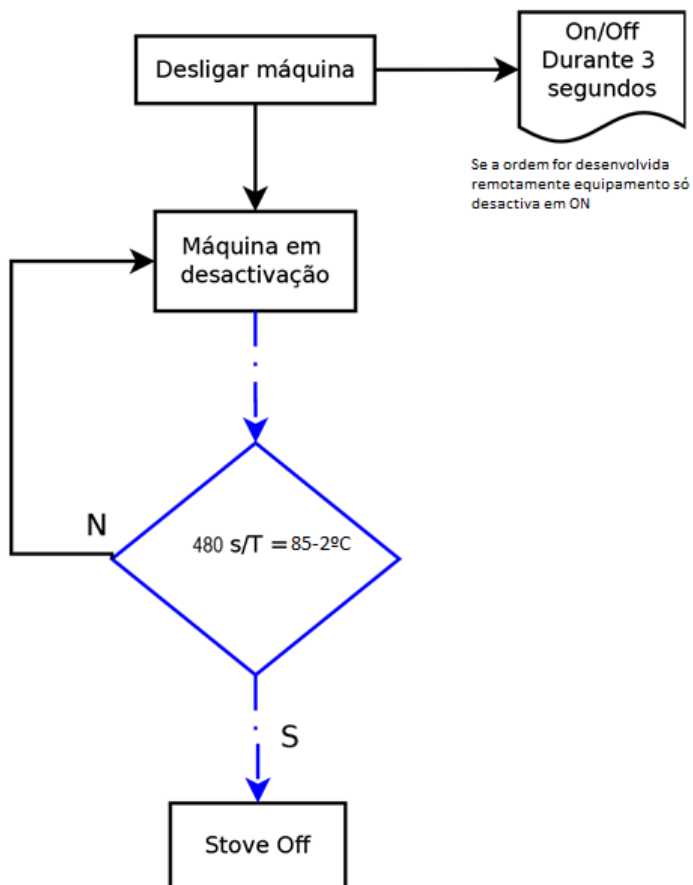 Desligar máquina
On/Off
Durante 3
segundos
Se a ordem for desenvolvida
remotamente equipamento só
desactiva em ON
Máquina em
desactivação
N
480 s/T = 85-2ºC
S
Stove Off